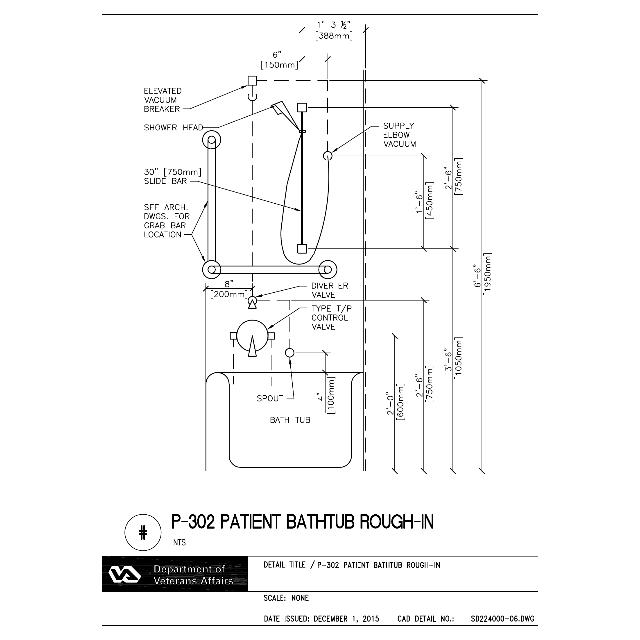 1'-3 ½"
[388mm]
6"
[150mm]
ELEVATED
VACUUM
BREAKER
SHOWER HEAD
SUPPLY
ELBOW
VACUUM
30" [750mm]
SLIDE BAR
SEE ARCH.
DWGS. FOR
GRAB BAR
LOCATION
1'-6"
[450mm]
2'-6"
[750mm]
6'-6"
[1950mm]
8"
[200mm]
DIVERTER
VALVE
TYPE T/P
CONTROL
VALVE
SPOUT
4"
[100mm]
BATH TUB
2'-0"
[600mm]
2'-6"
[750mm]
3'-6"
[1050mm]
# P-302 PATIENT BATHTUB ROUGH-IN
NTS
VA Department of
Veterans Affairs
DETAIL TITLE / P-302 PATIENT BATHTUB ROUGH-IN
SCALE: NONE
DATE ISSUED: DECEMBER 1, 2015 CAD DETAIL NO.: SD224000-06.DWG